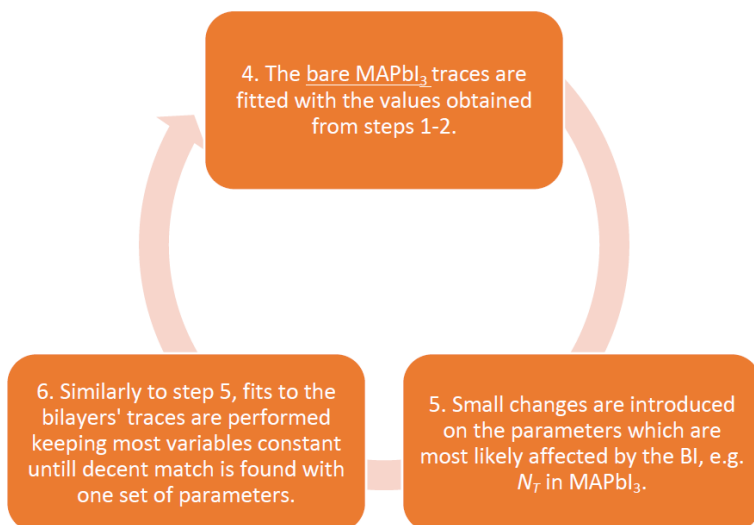 4. The bare MAPbI₃ traces are
fitted with the values obtained
from steps 1-2.
6. Similarly to step 5, fits to the
bilayers' traces are performed
keeping most variables constant
untill decent match is found with
one set of parameters.
5. Small changes are introduced
on the parameters which are
most likely affected by the BI, e.g.
N_T in MAPbI₃.